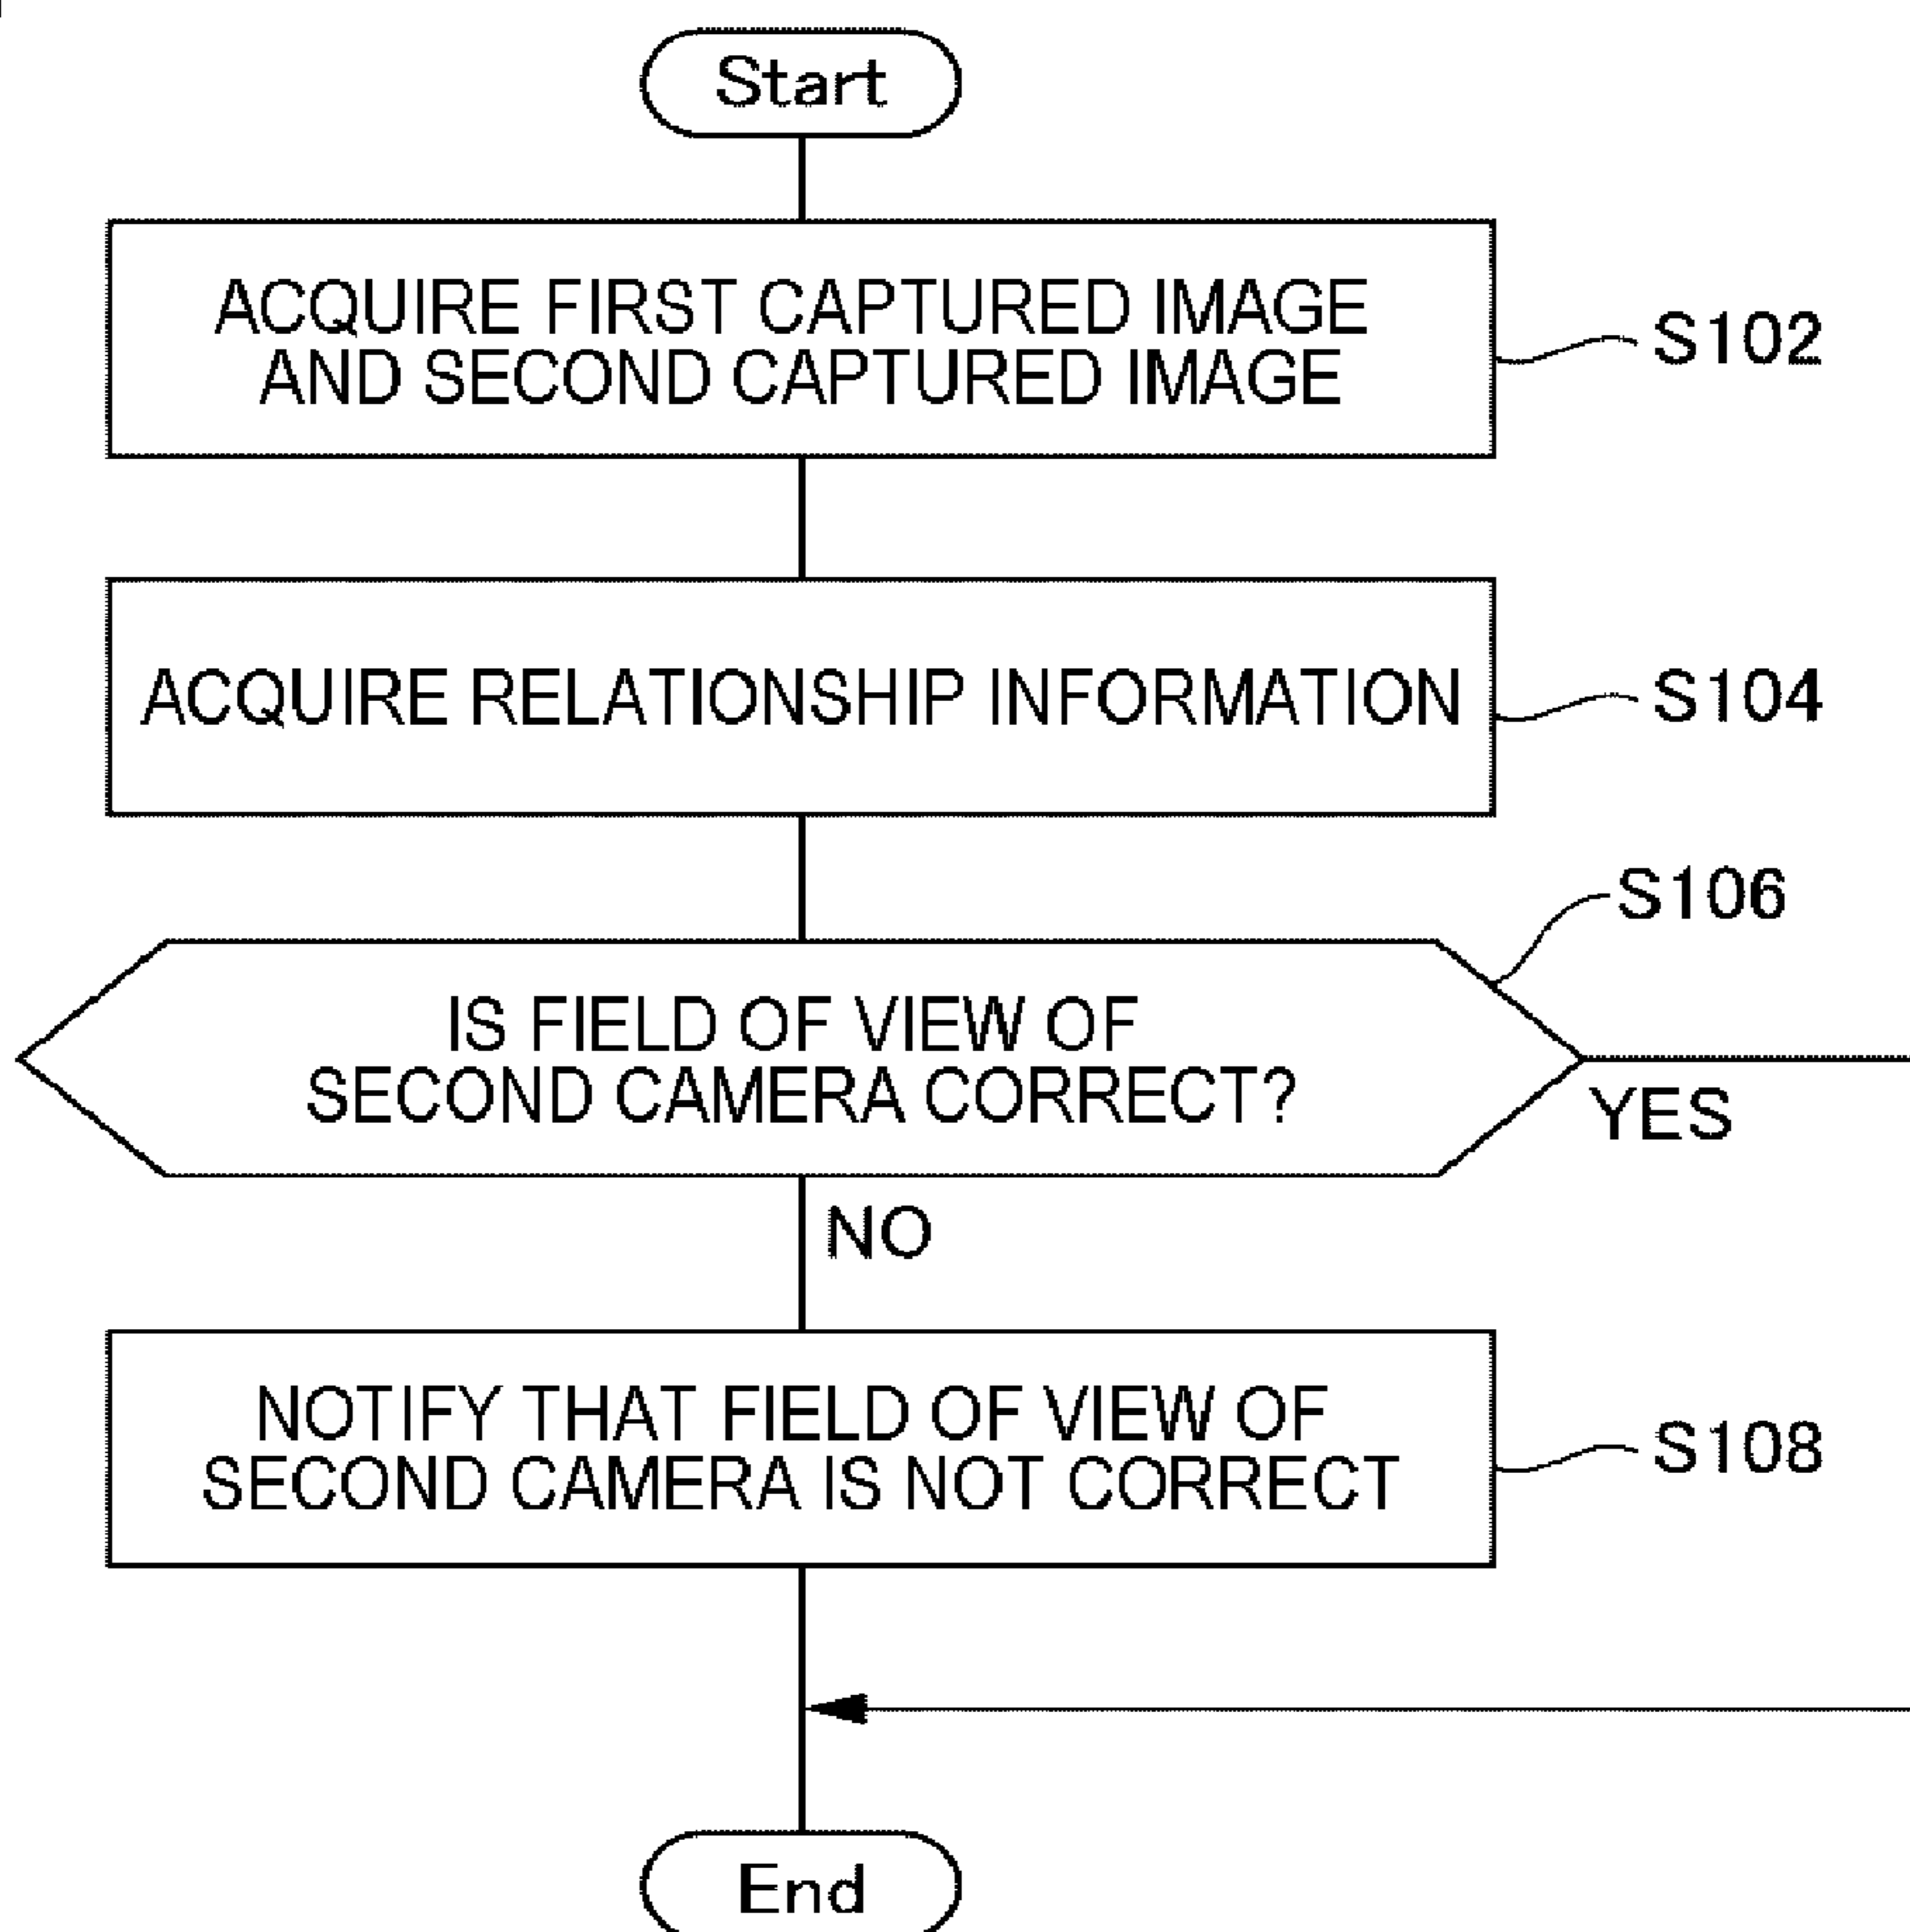 Start
ACQUIRE FIRST CAPTURED IMAGE
AND SECOND CAPTURED IMAGE
S102
ACQUIRE RELATIONSHIP INFORMATION
S104
S106
IS FIELD OF VIEW OF
SECOND CAMERA CORRECT?
YES
NO
NOTIFY THAT FIELD OF VIEW OF
SECOND CAMERA IS NOT CORRECT
S108
End